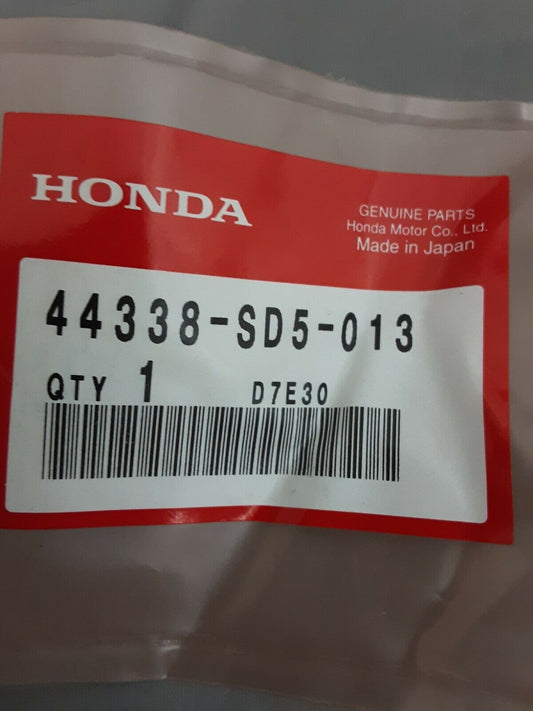 HONDA
GENUINE PARTS
Honda Motor Co., Ltd.
Made in Japan
44338-SD5-013
QTY 1 D7E30